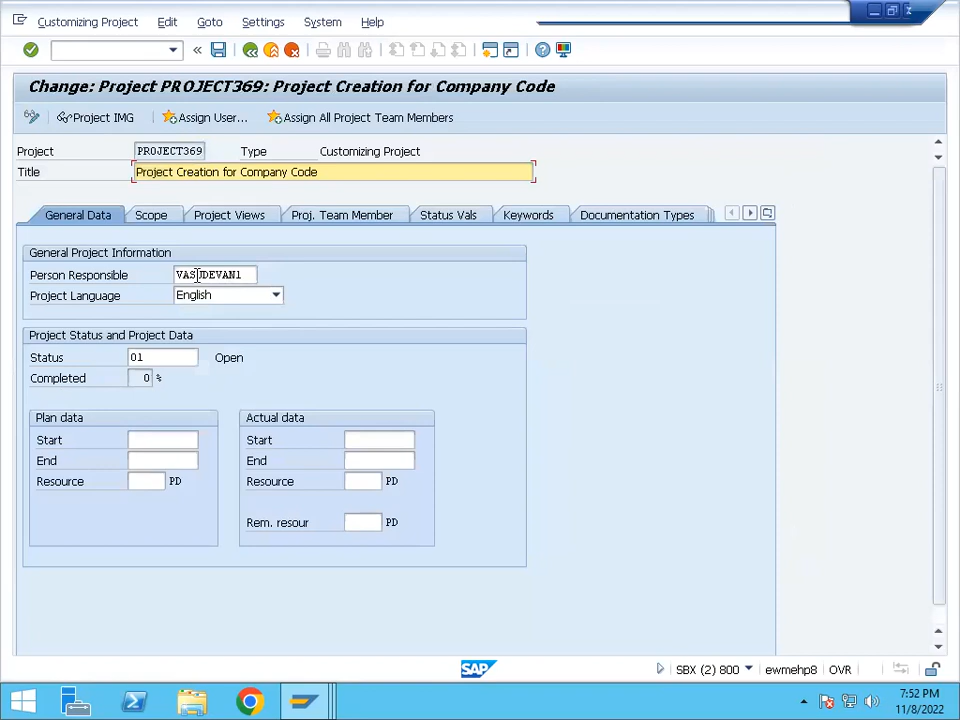 Customizing Project Edit Goto Settings System Help
Change: Project PROJECT369: Project Creation for Company Code
Project IMG Assign User... Assign All Project Team Members
Project PROJECT369 Type Customizing Project
Title Project Creation for Company Code
General Data Scope Project Views Proj. Team Member Status Vals Keywords Documentation Types
General Project Information
Person Responsible VASUDEVAN1
Project Language English
Project Status and Project Data
Status 01 Open
Completed 0 %
Plan data Actual data
Start Start
End End
Resource PD Resource PD
Rem. resour PD
SAP SBX (2) 800 ewmehp8 OVR
7:52 PM
11/8/2022